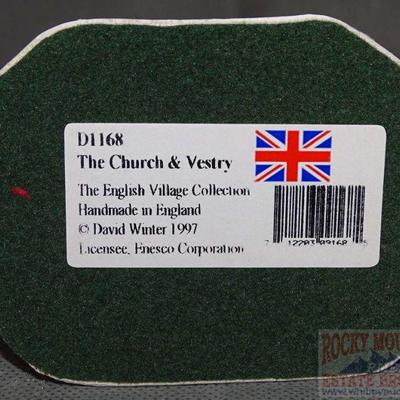 D1168
The Church & Vestry
The English Village Collection
Handmade in England
© David Winter 1997
Licensee, Enesco Corporation
ROCKY MOU
ESTATE